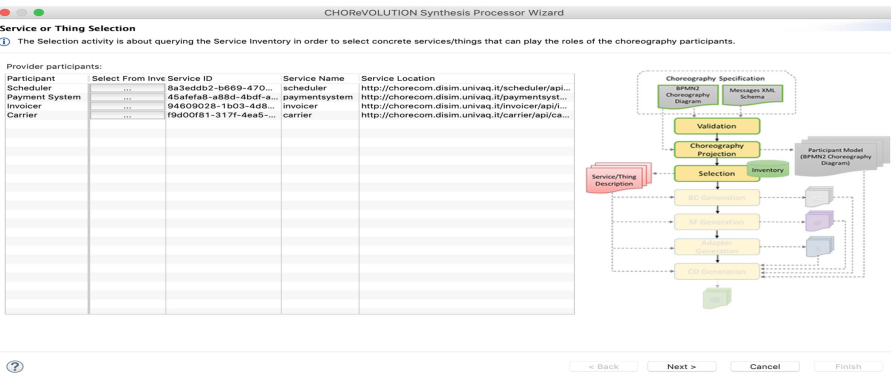 CHOReVOLUTION Synthesis Processor Wizard
Service or Thing Selection
The Selection activity is about querying the Service Inventory in order to select concrete services/things that can play the roles of the choreography participants.
Provider participants:
Participant Select From Inve Service ID Service Name Service Location
Scheduler ... 8a3eddb2-b669-470... scheduler http://chorecom.disim.univaq.it/scheduler/api...
Payment System ... 45afefa8-a88d-4bdf-a... paymentsystem http://chorecom.disim.univaq.it/paymentsyst...
Invoicer ... 94609028-1b03-4d8... invoicer http://chorecom.disim.univaq.it/invoicer/api/i...
Carrier ... f9d00f81-317f-4ea5-... carrier http://chorecom.disim.univaq.it/carrier/api/ca...
Choreography Specification
BPMN2
Choreography
Diagram
Messages XML
Schema
Validation
Choreography
Projection
Participant Model
(BPMN2 Choreography
Diagram)
Selection
Inventory
Service/Thing
Description
BC Generation
M Generation
Adapter
Generation
CD Generation
? < Back Next > Cancel Finish